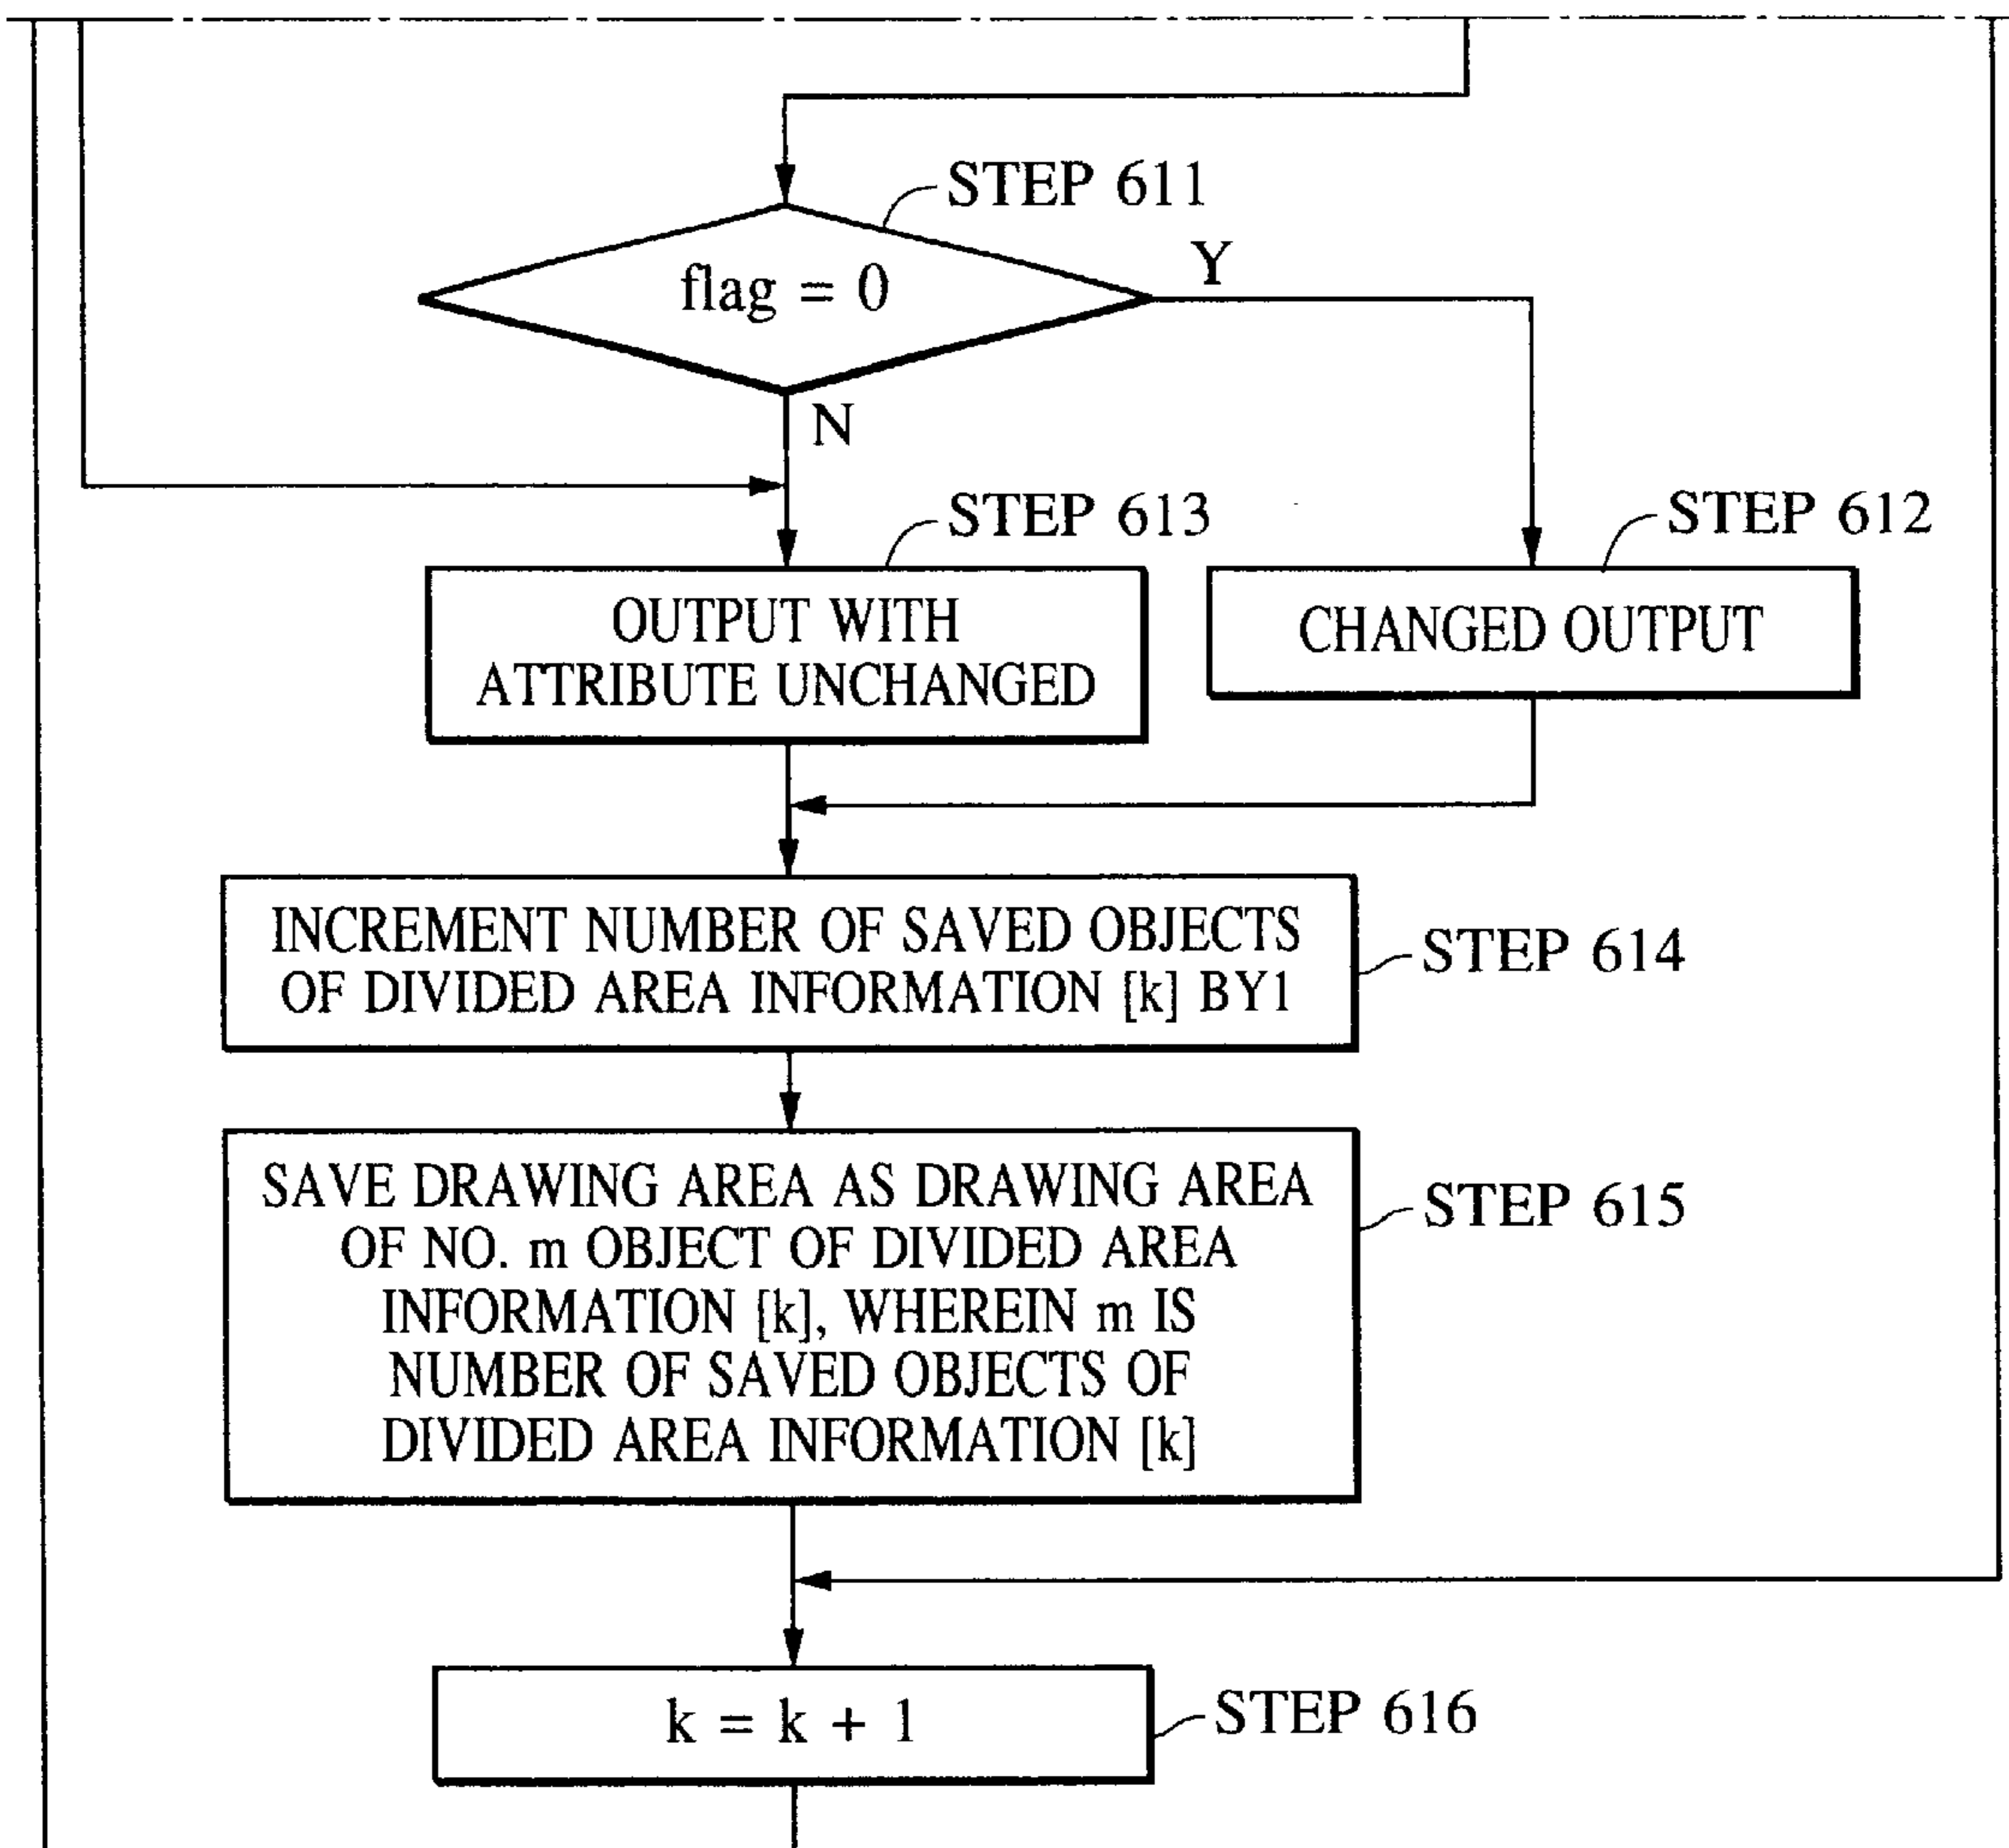 STEP 611
flag = 0
Y
N
STEP 613
STEP 612
OUTPUT WITH
ATTRIBUTE UNCHANGED
CHANGED OUTPUT
INCREMENT NUMBER OF SAVED OBJECTS
OF DIVIDED AREA INFORMATION [k] BY1
STEP 614
SAVE DRAWING AREA AS DRAWING AREA
OF NO. m OBJECT OF DIVIDED AREA
INFORMATION [k], WHEREIN m IS
NUMBER OF SAVED OBJECTS OF
DIVIDED AREA INFORMATION [k]
STEP 615
k = k + 1
STEP 616